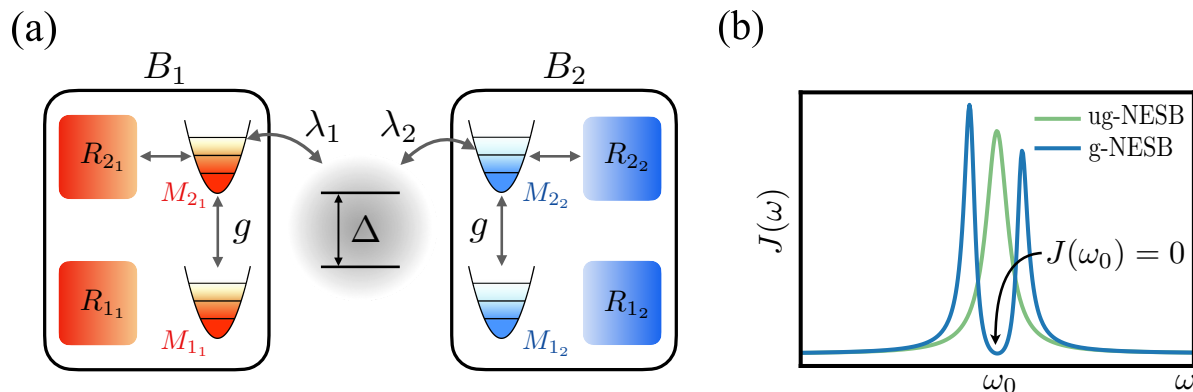 (a)
B₁
B₂
R₂₁
M₂₁
λ₁
λ₂
M₂₂
R₂₂
g
Δ
g
R₁₁
M₁₁
M₁₂
R₁₂
(b)
ug-NESB
g-NESB
J(ω)
J(ω₀) = 0
ω₀
ω